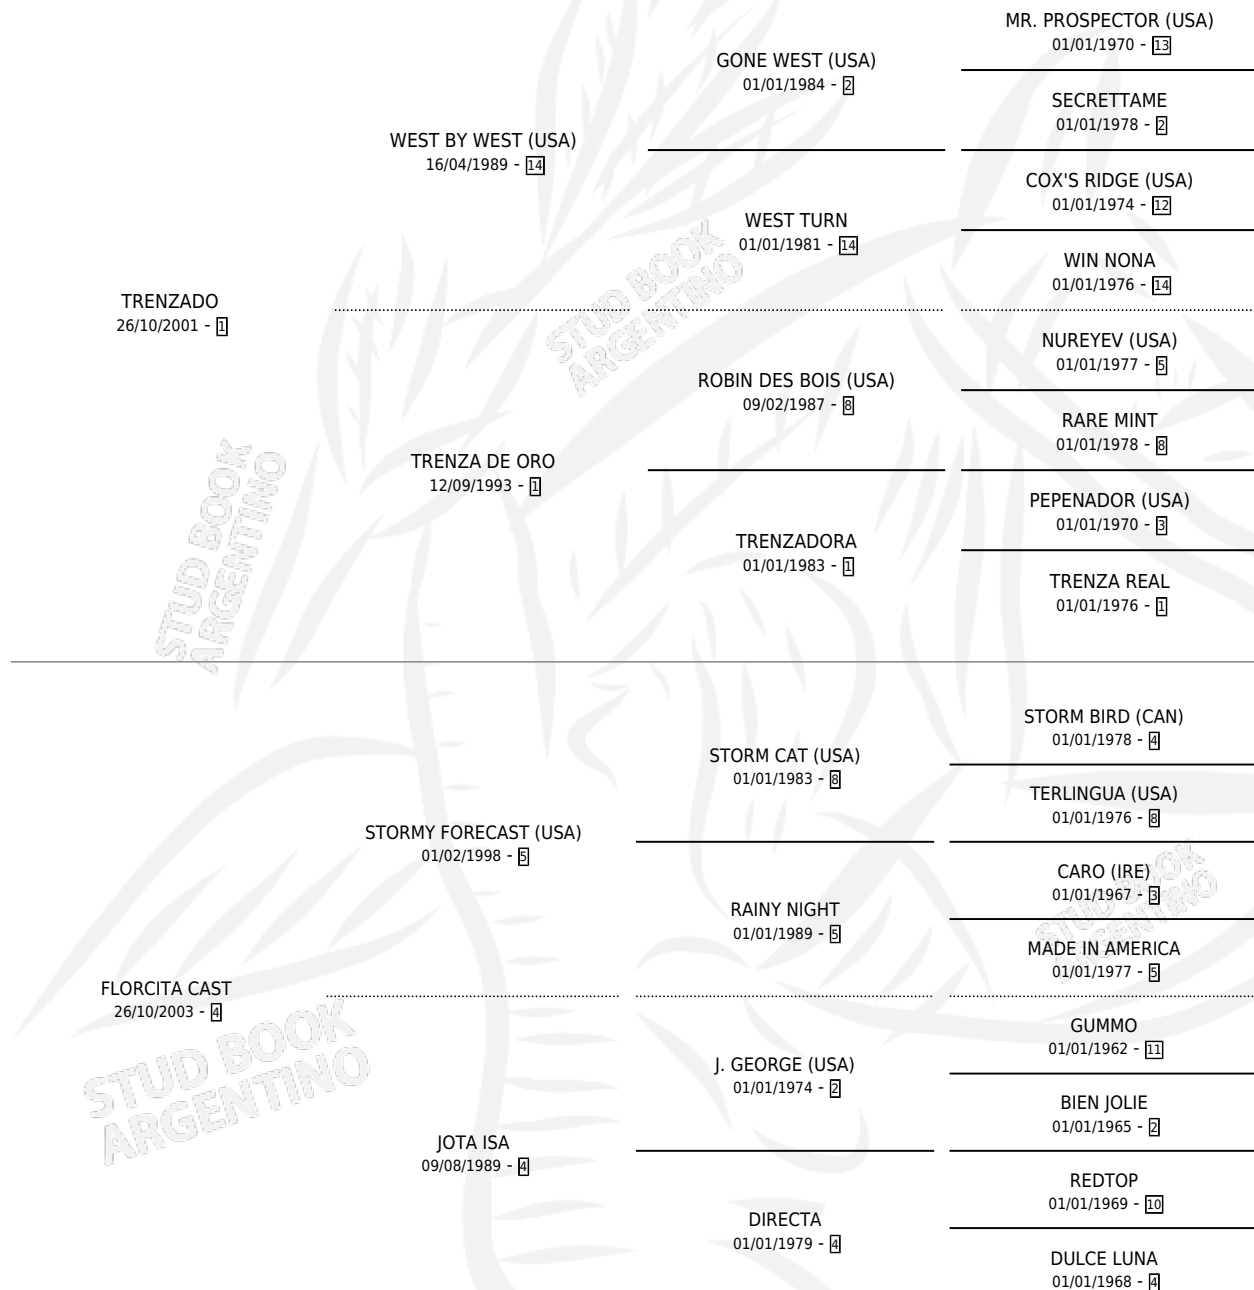 MR. PROSPECTOR (USA)
01/01/1970 - 13
GONE WEST (USA)
01/01/1984 - 2
SECRETTAME
01/01/1978 - 2
WEST BY WEST (USA)
16/04/1989 - 14
COX'S RIDGE (USA)
01/01/1974 - 12
WEST TURN
01/01/1981 - 14
WIN NONA
01/01/1976 - 14
TRENZADO
26/10/2001 - 1
STUD BOOK
ARGENTINO
NUREYEV (USA)
01/01/1977 - 5
ROBIN DES BOIS (USA)
09/02/1987 - 8
RARE MINT
01/01/1978 - 8
TRENZA DE ORO
12/09/1993 - 1
PEPENADOR (USA)
01/01/1970 - 3
TRENZADORA
01/01/1983 - 1
TRENZA REAL
01/01/1976 - 1
STUD BOOK
ARGENTINO
STORM BIRD (CAN)
01/01/1978 - 4
STORM CAT (USA)
01/01/1983 - 8
TERLINGUA (USA)
01/01/1976 - 8
STORMY FORECAST (USA)
01/02/1998 - 5
CARO (IRE)
01/01/1967 - 3
RAINY NIGHT
01/01/1989 - 5
STUD BOOK
ARGENTINO
MADE IN AMERICA
01/01/1977 - 5
FLORCITA CAST
26/10/2003 - 4
GUMMO
01/01/1962 - 11
J. GEORGE (USA)
01/01/1974 - 2
STUD BOOK
ARGENTINO
BIEN JOLIE
01/01/1965 - 2
JOTA ISA
09/08/1989 - 4
REDTOP
01/01/1969 - 10
DIRECTA
01/01/1979 - 4
DULCE LUNA
01/01/1968 - 4